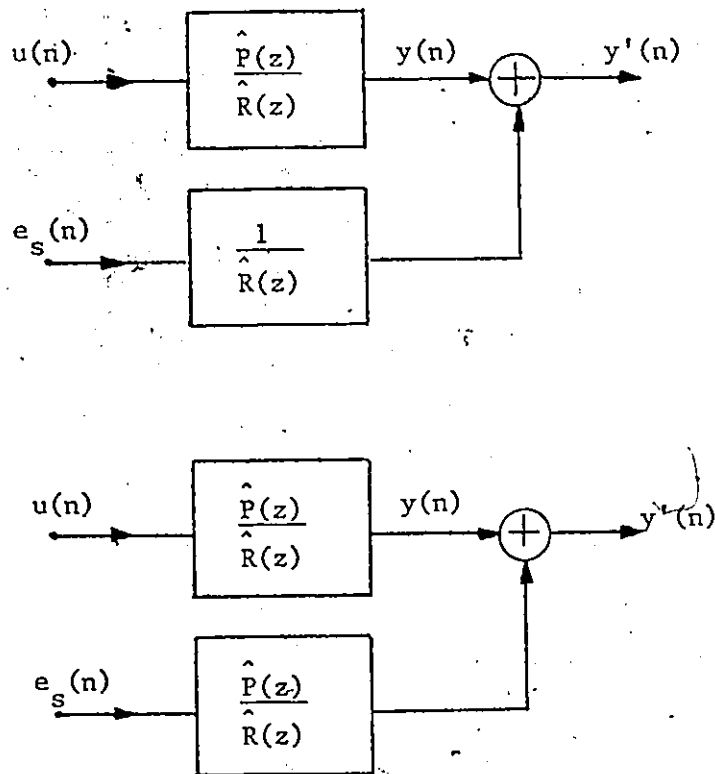 u(n) P̂(z) y(n) + y'(n)
R̂(z)
e_s(n) 1
R̂(z)
u(n) P̂(z) y(n) + y'(n)
R̂(z)
e_s(n) P̂(z)
R̂(z)